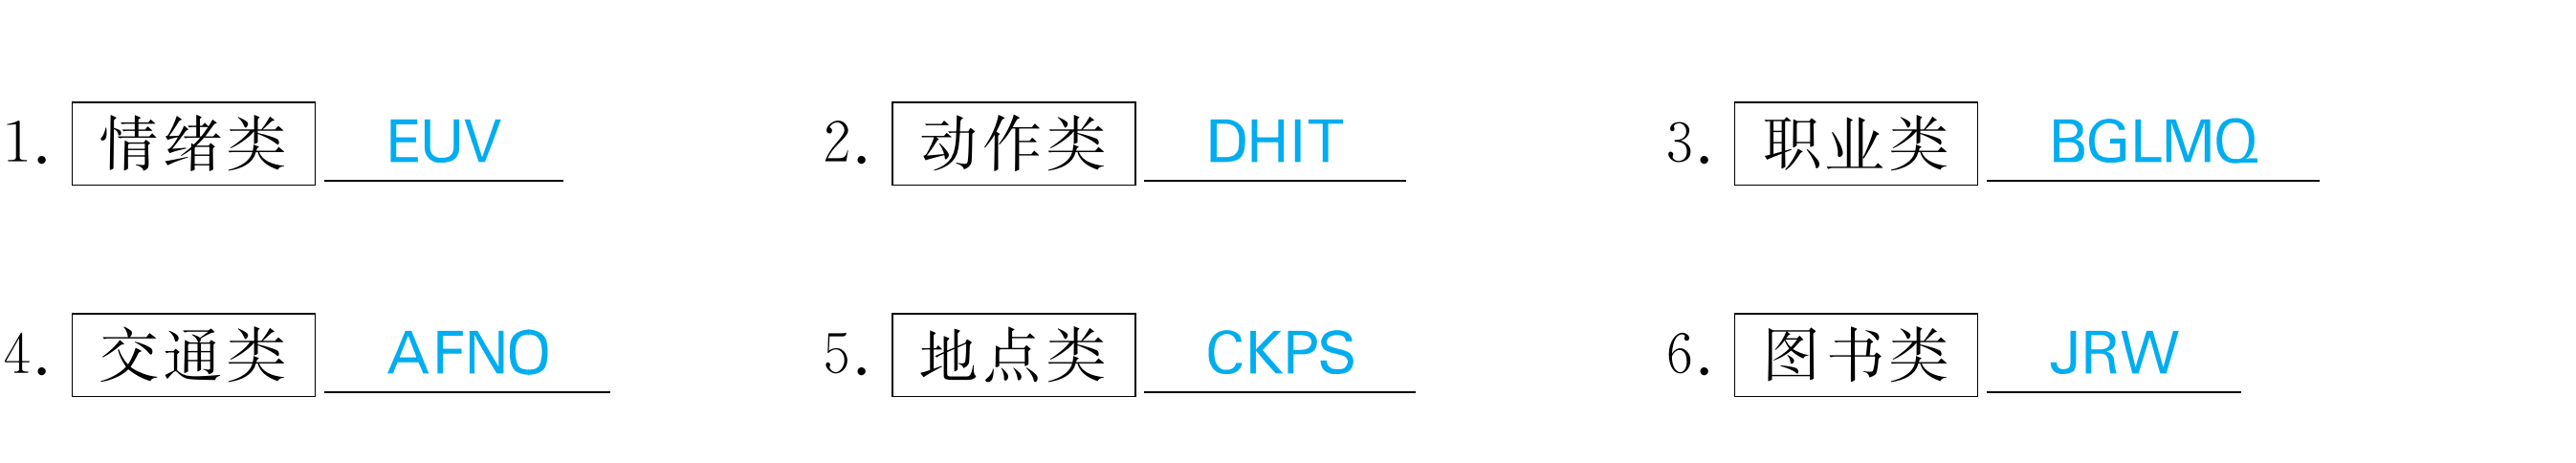 1. 情绪类 EUV 2. 动作类 DHIT 3. 职业类 BGLMQ
4. 交通类 AFNO 5. 地点类 CKPS 6. 图书类 JRW